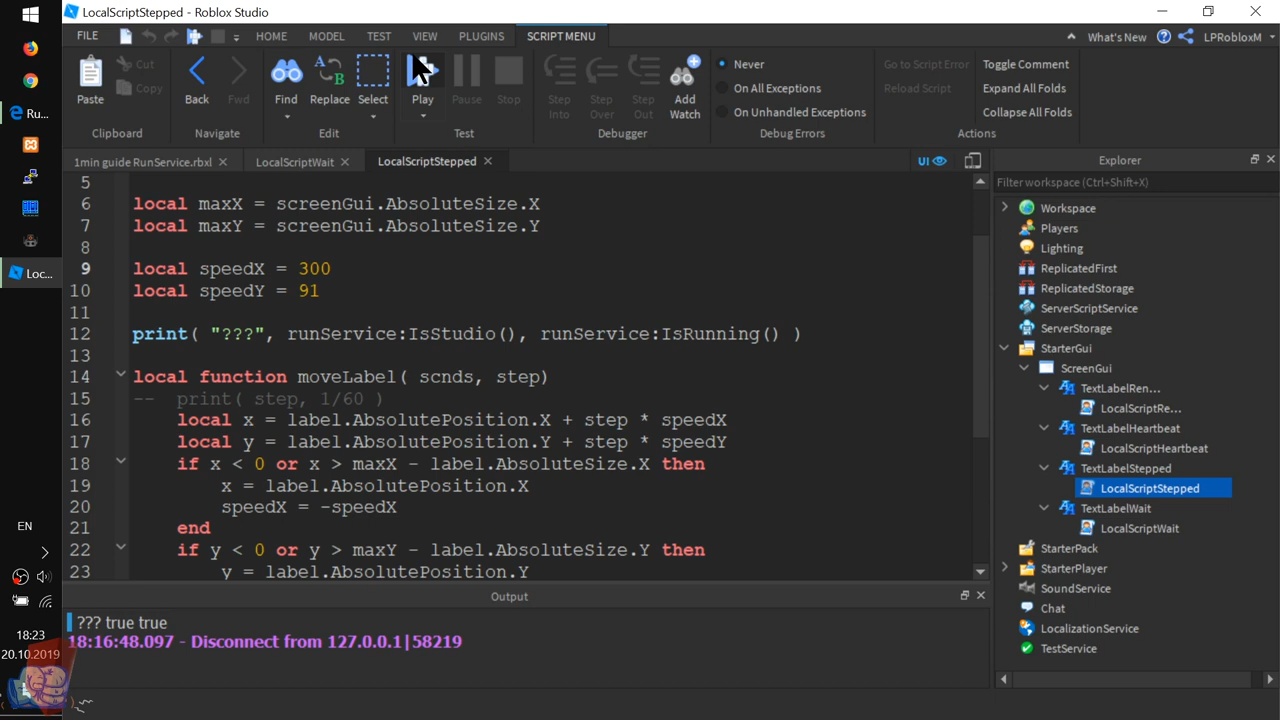 LocalScriptStepped - Roblox Studio
FILE HOME MODEL TEST VIEW PLUGINS SCRIPT MENU What's New LPRobloxM
Paste Cut Copy Back Fwd Find Replace Select Play Pause Stop Step Into Step Over Step Out Add Watch
Never
On All Exceptions
On Unhandled Exceptions
Go to Script Error
Reload Script
Toggle Comment
Expand All Folds
Collapse All Folds
Clipboard Navigate Edit Test Debugger Debug Errors Actions
1min guide RunService.rbxl LocalScriptWait LocalScriptStepped UI
5
6 local maxX = screenGui.AbsoluteSize.X
7 local maxY = screenGui.AbsoluteSize.Y
8
9 local speedX = 300
10 local speedY = 91
11
12 print( "???", runService:IsStudio(), runService:IsRunning() )
13
14 local function moveLabel( scnds, step)
15 -- print( step, 1/60 )
16 local x = label.AbsolutePosition.X + step * speedX
17 local y = label.AbsolutePosition.Y + step * speedY
18 if x < 0 or x > maxX - label.AbsoluteSize.X then
19 x = label.AbsolutePosition.X
20 speedX = -speedX
21 end
22 if y < 0 or y > maxY - label.AbsoluteSize.Y then
23 y = label.AbsolutePosition.Y
Output
??? true true
18:16:48.097 - Disconnect from 127.0.0.1|58219
Explorer
Filter workspace (Ctrl+Shift+X)
Workspace
Players
Lighting
ReplicatedFirst
ReplicatedStorage
ServerScriptService
ServerStorage
StarterGui
ScreenGui
TextLabelRen...
LocalScriptRe...
TextLabelHeartbeat
LocalScriptHeartbeat
TextLabelStepped
LocalScriptStepped
TextLabelWait
LocalScriptWait
StarterPack
StarterPlayer
SoundService
Chat
LocalizationService
TestService
Ru...
Loc...
EN
18:23
20.10.2019